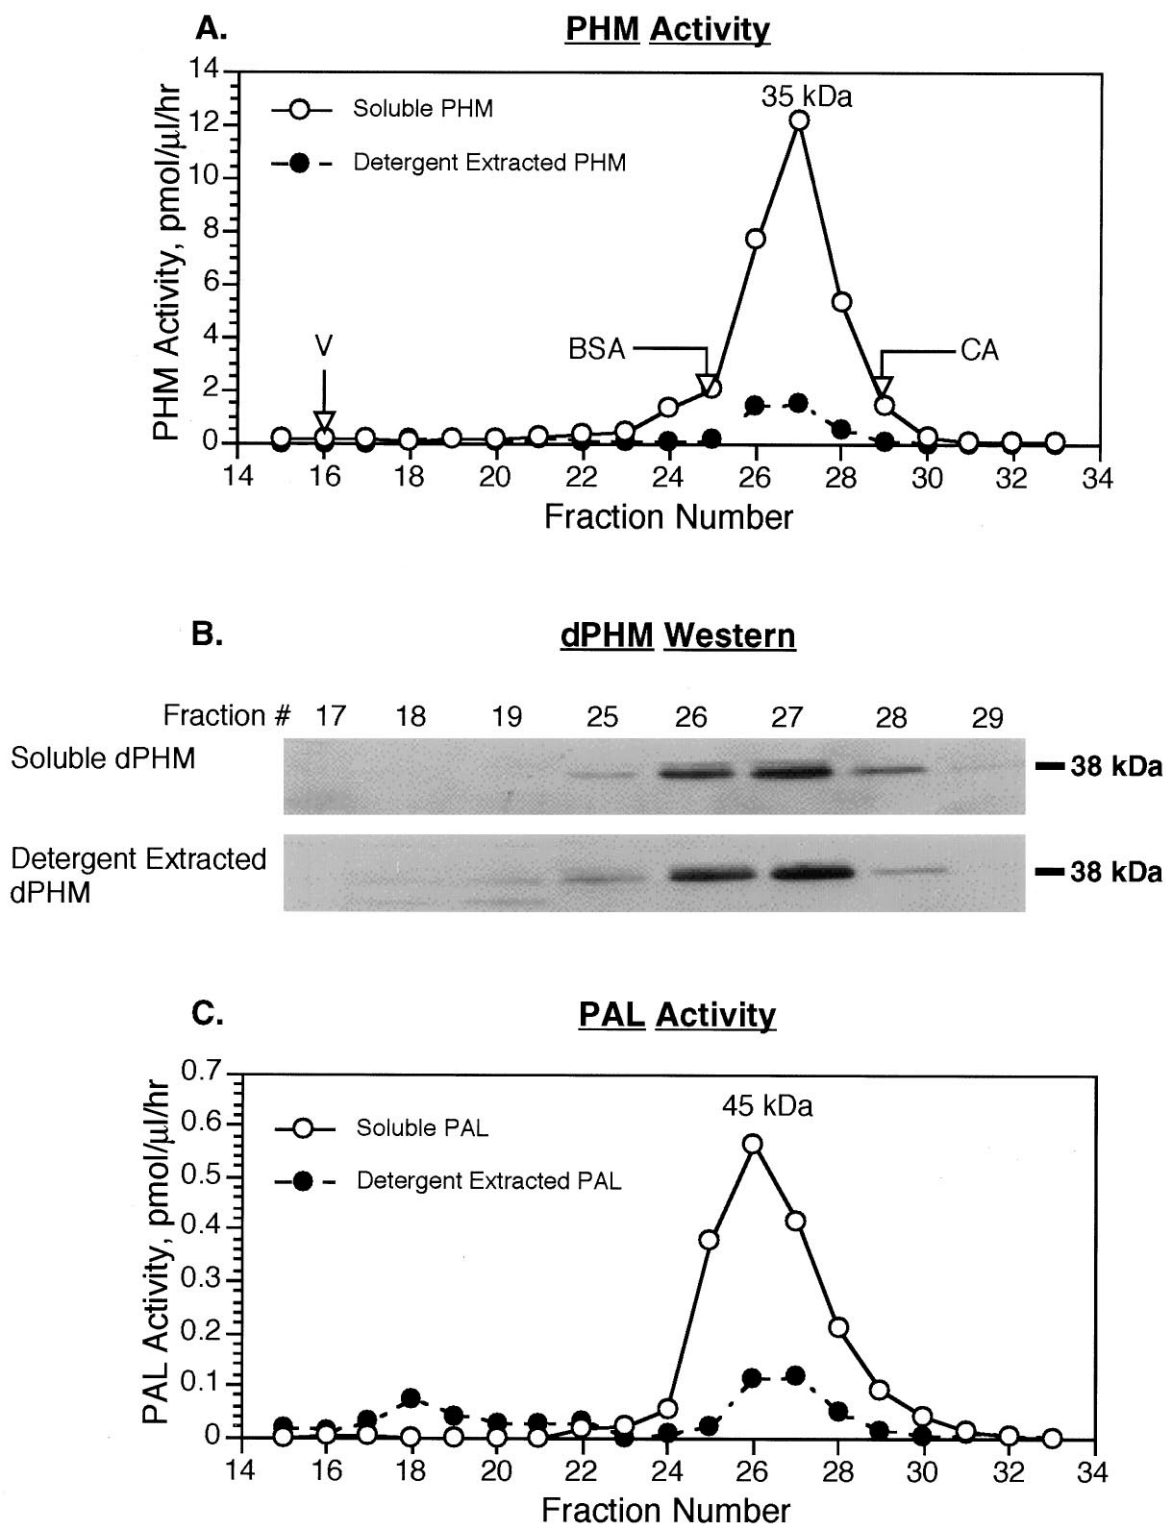 A.
PHM Activity
PHM Activity, pmol/µl/hr
14
12
10
8
6
4
2
0
Soluble PHM
Detergent Extracted PHM
35 kDa
V
BSA
CA
14 16 18 20 22 24 26 28 30 32 34
Fraction Number
B.
dPHM Western
Fraction # 17 18 19 25 26 27 28 29
Soluble dPHM
38 kDa
Detergent Extracted
dPHM
38 kDa
C.
PAL Activity
PAL Activity, pmol/µl/hr
0.7
0.6
0.5
0.4
0.3
0.2
0.1
0
Soluble PAL
Detergent Extracted PAL
45 kDa
14 16 18 20 22 24 26 28 30 32 34
Fraction Number